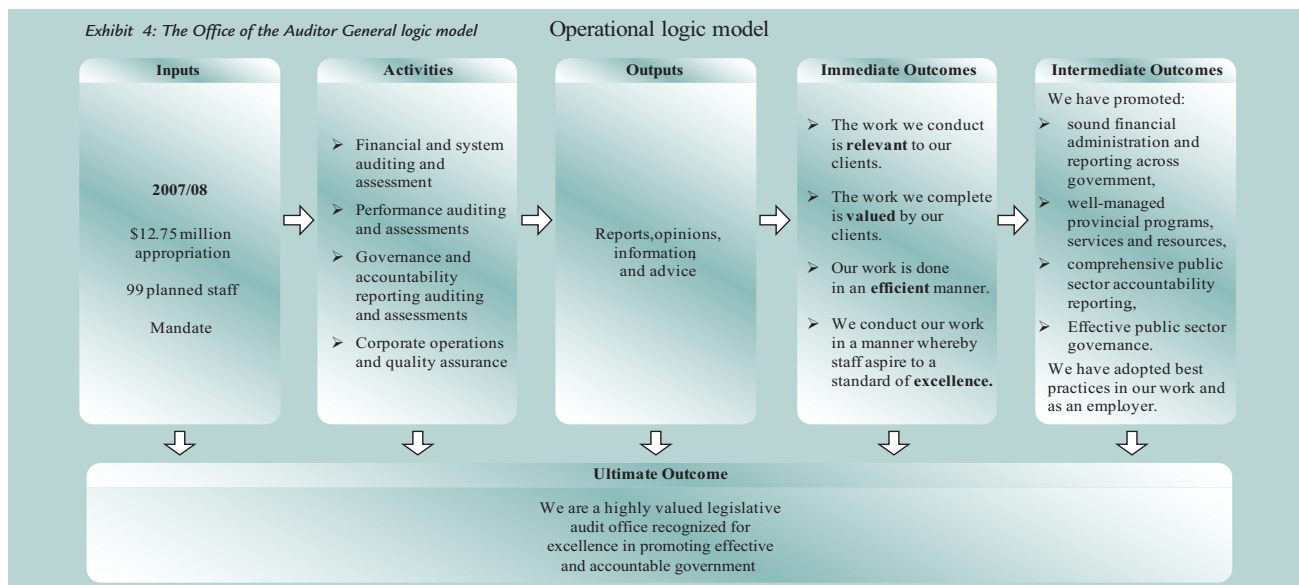 Exhibit 4: The Office of the Auditor General logic model
Operational logic model
Inputs
2007/08
$12.75 million
appropriation
99 planned staff
Mandate
Activities
➢ Financial and system
auditing and
assessment
➢ Performance auditing
and assessments
➢ Governance and
accountability
reporting auditing
and assessments
➢ Corporate operations
and quality assurance
Outputs
Reports, opinions,
information,
and advice
Immediate Outcomes
➢ The work we conduct
is relevant to our
clients.
➢ The work we complete
is valued by our
clients.
➢ Our work is done
in an efficient manner.
➢ We conduct our work
in a manner whereby
staff aspire to a
standard of excellence.
Intermediate Outcomes
We have promoted:
➢ sound financial
administration and
reporting across
government,
➢ well-managed
provincial programs,
services and resources,
➢ comprehensive public
sector accountability
reporting,
➢ Effective public sector
governance.
We have adopted best
practices in our work and
as an employer.
Ultimate Outcome
We are a highly valued legislative
audit office recognized for
excellence in promoting effective
and accountable government